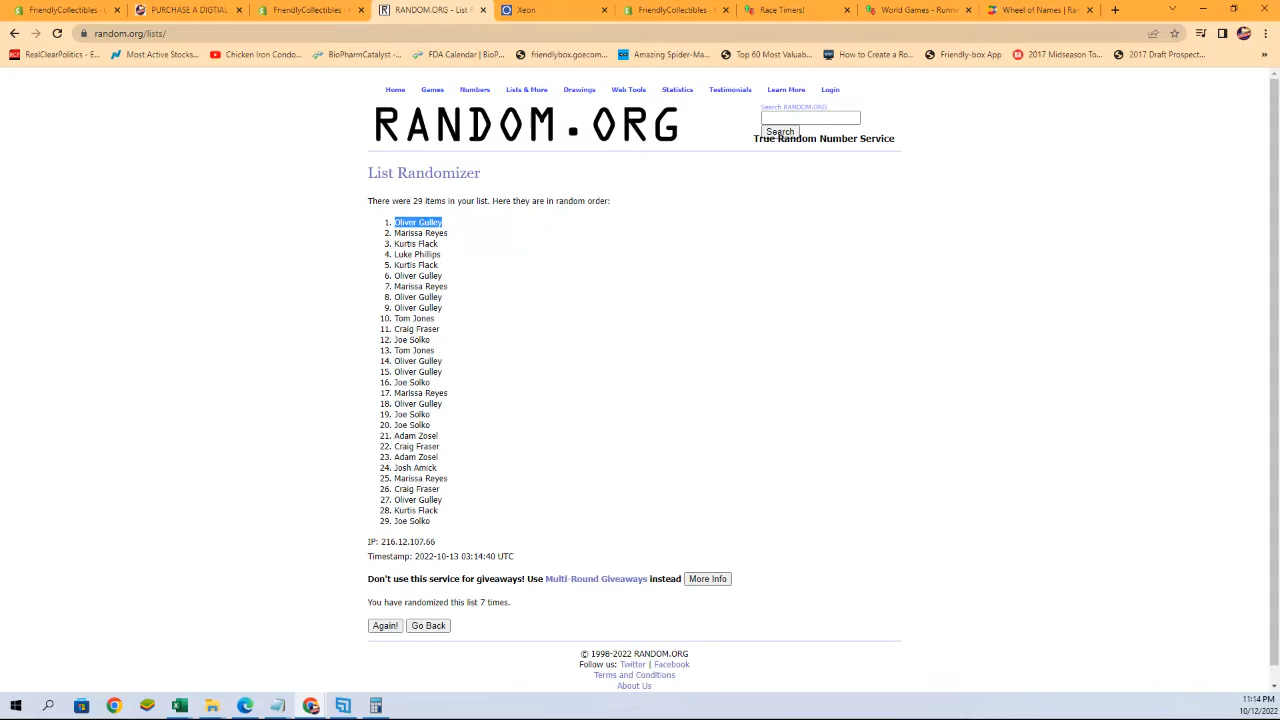 FriendlyCollectibles ·
PURCHASE A DIGTIAL
FriendlyCollectibles ·
RANDOM.ORG - List R
Xeon
FriendlyCollectibles ·
Race Timers!
World Games - Runne
Wheel of Names | Ra
random.org/lists/
RealClearPolitics - E...
Most Active Stocks...
Chicken Iron Condo...
BioPharmCatalyst -...
FDA Calendar | BioP...
friendlybox.goecom...
Amazing Spider-Ma...
Top 60 Most Valuab...
How to Create a Ro...
Friendly-box App
2017 Midseason To...
2017 Draft Prospect...
Home Games Numbers Lists & More Drawings Web Tools Statistics Testimonials Learn More Login
RANDOM.ORG
Search RANDOM.ORG
Search
True Random Number Service
List Randomizer
There were 29 items in your list. Here they are in random order:
1. Oliver Gulley
2. Marissa Reyes
3. Kurtis Flack
4. Luke Phillips
5. Kurtis Flack
6. Oliver Gulley
7. Marissa Reyes
8. Oliver Gulley
9. Oliver Gulley
10. Tom Jones
11. Craig Fraser
12. Joe Solko
13. Tom Jones
14. Oliver Gulley
15. Oliver Gulley
16. Joe Solko
17. Marissa Reyes
18. Oliver Gulley
19. Joe Solko
20. Joe Solko
21. Adam Zosel
22. Craig Fraser
23. Adam Zosel
24. Josh Amick
25. Marissa Reyes
26. Craig Fraser
27. Oliver Gulley
28. Kurtis Flack
29. Joe Solko
IP: 216.12.107.66
Timestamp: 2022-10-13 03:14:40 UTC
Don't use this service for giveaways! Use Multi-Round Giveaways instead More Info
You have randomized this list 7 times.
Again! Go Back
© 1998-2022 RANDOM.ORG
Follow us: Twitter | Facebook
Terms and Conditions
About Us
11:14 PM
10/12/2022